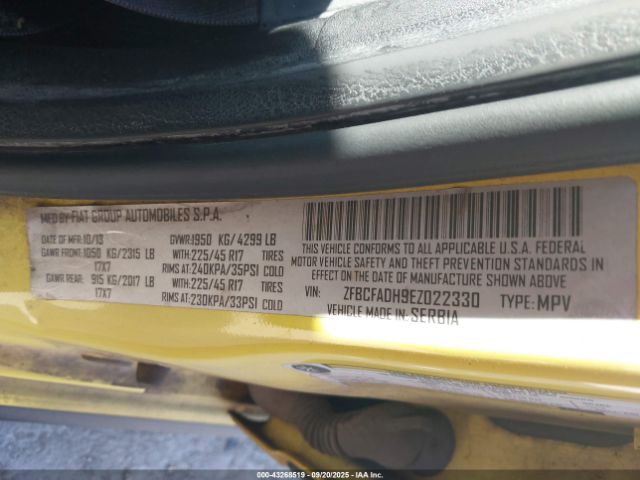 MFD BY FIAT GROUP AUTOMOBILES S.P.A.
DATE OF MFR:10/13 GVWR:1950 KG/4299 LB
GAWR FRONT:1050 KG/2315 LB WITH:225/45 R17 TIRES
17X7 RIMS AT:240KPA/35PSI COLD
GAWR REAR: 915 KG/2017 LB WITH:225/45 R17 TIRES
17X7 RIMS AT:230KPA/33PSI COLD
THIS VEHICLE CONFORMS TO ALL APPLICABLE U.S.A. FEDERAL
MOTOR VEHICLE SAFETY AND THEFT PREVENTION STANDARDS IN
EFFECT ON THE DATE OF MANUFACTURE SHOWN ABOVE
VIN: ZFBCFADH9EZ022330 TYPE: MPV
VEHICLE MADE IN: SERBIA
000-43268519 - 09/20/2025 - IAAI.COM